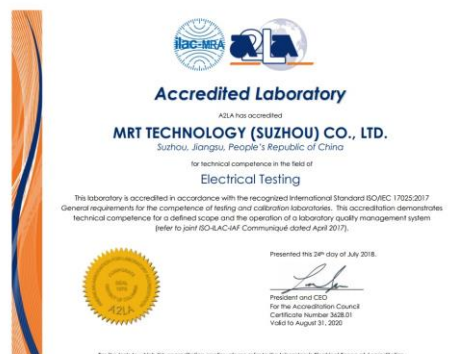 ilac-MRA
A2LA
Accredited Laboratory
A2LA has accredited
MRT TECHNOLOGY (SUZHOU) CO., LTD.
Suzhou, Jiangsu, People's Republic of China
for technical competence in the field of
Electrical Testing
This laboratory is accredited in accordance with the recognized International Standard ISO/IEC 17025:2017
General requirements for the competence of testing and calibration laboratories. This accreditation demonstrates
technical competence for a defined scope and the operation of a laboratory quality management system
(refer to joint ISO-ILAC-IAF Communiqué dated April 2017).
Presented this 24th day of July 2018.
President and CEO
For the Accreditation Council
Certificate Number 3628.01
Valid to August 31, 2020
SEAL
A2LA